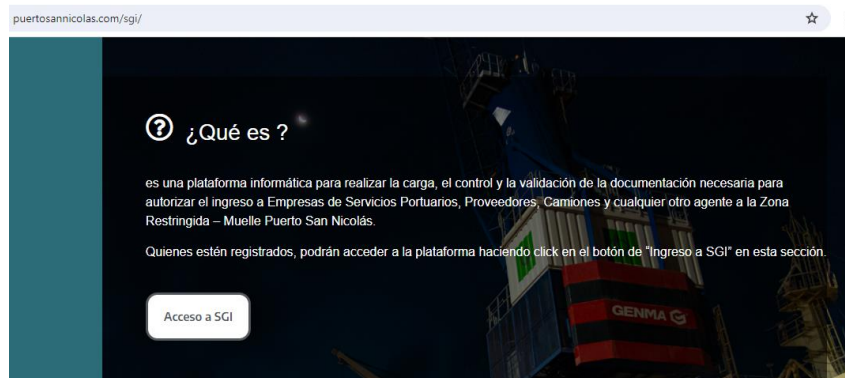 puertosannicolas.com/sgi/
¿Qué es ?
es una plataforma informática para realizar la carga, el control y la validación de la documentación necesaria para
autorizar el ingreso a Empresas de Servicios Portuarios, Proveedores, Camiones y cualquier otro agente a la Zona
Restringida – Muelle Puerto San Nicolás.
Quienes estén registrados, podrán acceder a la plataforma haciendo click en el botón de “Ingreso a SGI” en esta sección.
Acceso a SGI
GENMA